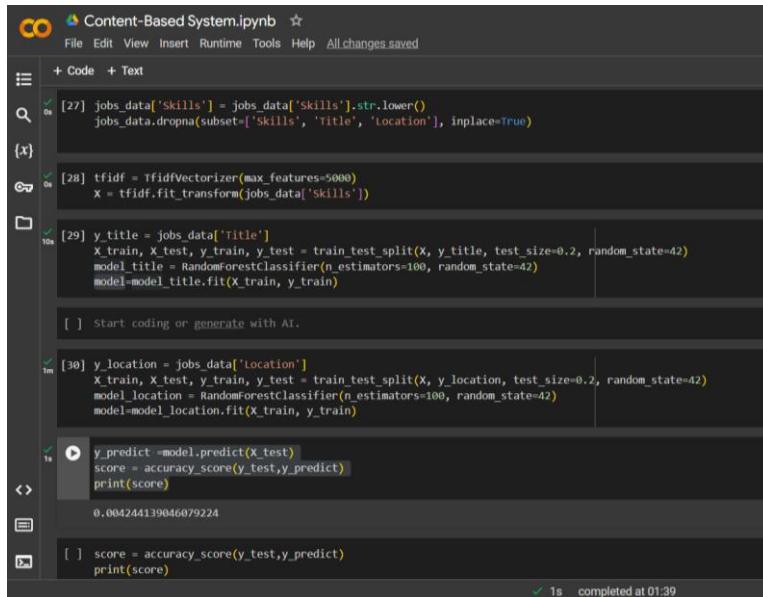 Content-Based System.ipynb
File Edit View Insert Runtime Tools Help All changes saved
+ Code + Text
[27] jobs_data['Skills'] = jobs_data['Skills'].str.lower()
0s
jobs_data.dropna(subset=['Skills', 'Title', 'Location'], inplace=True)
{x}
[28] tfidf = TfidfVectorizer(max_features=5000)
0s
X = tfidf.fit_transform(jobs_data['Skills'])
[29] y_title = jobs_data['Title']
10s
X_train, X_test, y_train, y_test = train_test_split(X, y_title, test_size=0.2, random_state=42)
model_title = RandomForestClassifier(n_estimators=100, random_state=42)
model=model_title.fit(X_train, y_train)
[ ] Start coding or generate with AI.
[30] y_location = jobs_data['Location']
1m
X_train, X_test, y_train, y_test = train_test_split(X, y_location, test_size=0.2, random_state=42)
model_location = RandomForestClassifier(n_estimators=100, random_state=42)
model=model_location.fit(X_train, y_train)
y_predict =model.predict(X_test)
1s
score = accuracy_score(y_test,y_predict)
print(score)
0.004244139046079224
[ ] score = accuracy_score(y_test,y_predict)
print(score)
1s completed at 01:39